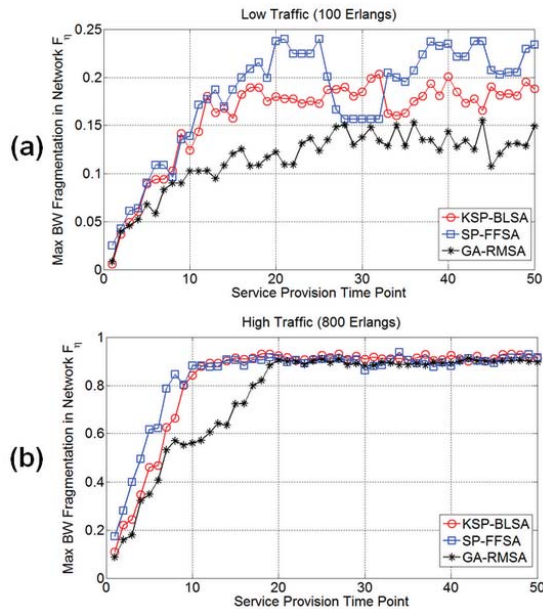 Low Traffic (100 Erlangs)
0.25
0.2
0.15
0.1
0.05
0
(a)
Max BW Fragmentation in Network Fη
KSP-BLSA
SP-FFSA
GA-RMSA
0 10 20 30 40 50
Service Provision Time Point
High Traffic (800 Erlangs)
1
0.8
0.6
0.4
0.2
0
(b)
Max BW Fragmentation in Network Fη
KSP-BLSA
SP-FFSA
GA-RMSA
0 10 20 30 40 50
Service Provision Time Point